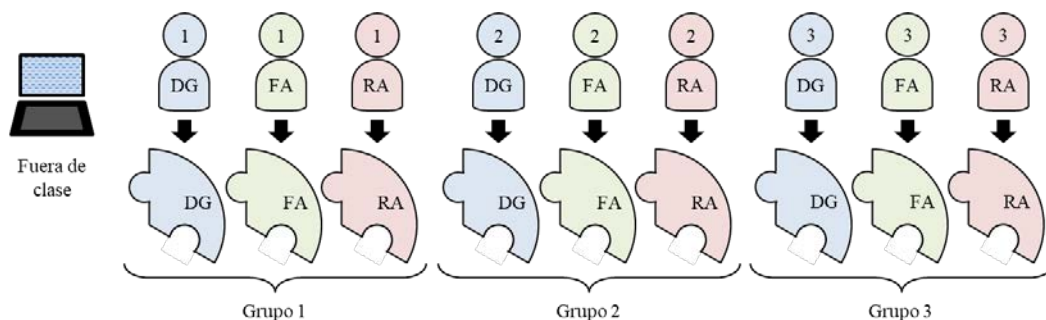 1 1 1 2 2 2 3 3 3
DG FA RA DG FA RA DG FA RA
Fuera de
clase
DG FA RA DG FA RA DG FA RA
Grupo 1 Grupo 2 Grupo 3